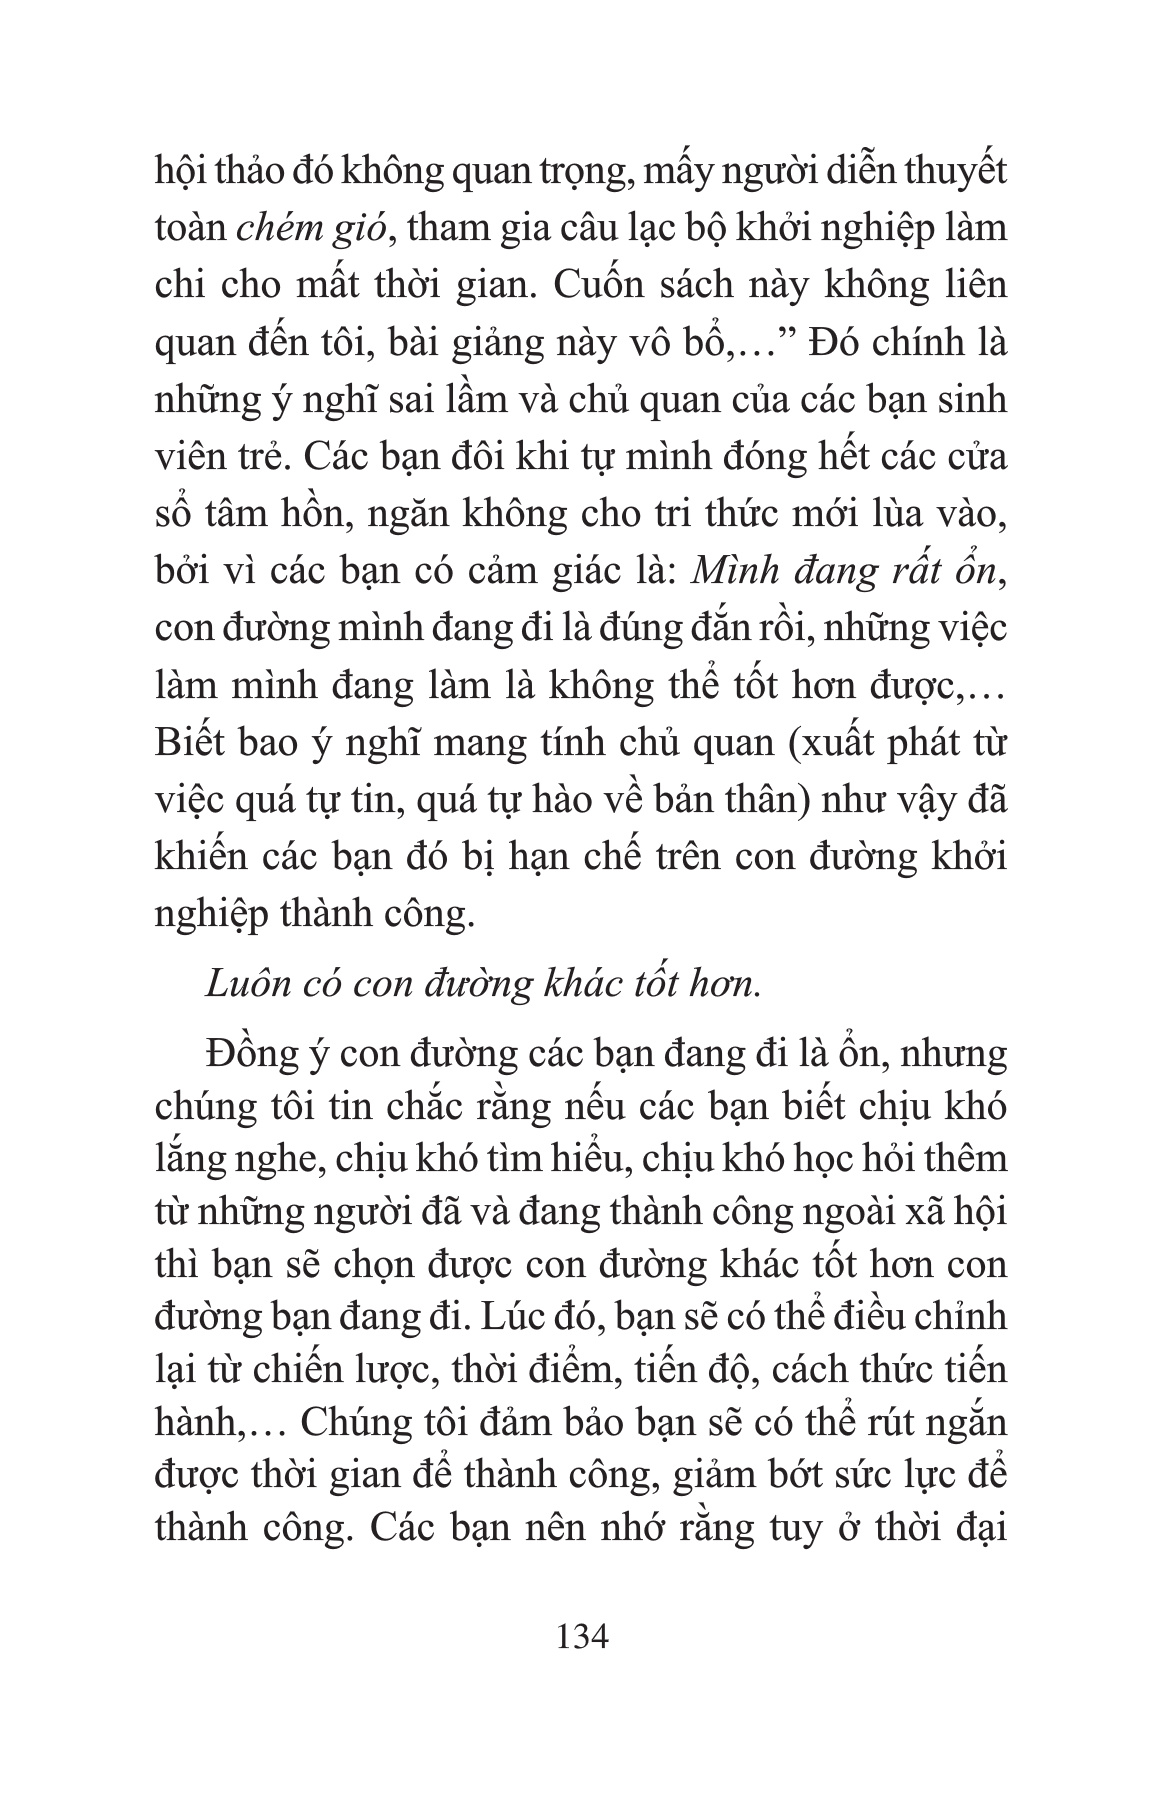 hội thảo đó không quan trọng, mấy người diễn thuyết
toàn chém gió, tham gia câu lạc bộ khởi nghiệp làm
chi cho mất thời gian. Cuốn sách này không liên
quan đến tôi, bài giảng này vô bổ,…” Đó chính là
những ý nghĩ sai lầm và chủ quan của các bạn sinh
viên trẻ. Các bạn đôi khi tự mình đóng hết các cửa
sổ tâm hồn, ngăn không cho tri thức mới lùa vào,
bởi vì các bạn có cảm giác là: Mình đang rất ổn,
con đường mình đang đi là đúng đắn rồi, những việc
làm mình đang làm là không thể tốt hơn được,…
Biết bao ý nghĩ mang tính chủ quan (xuất phát từ
việc quá tự tin, quá tự hào về bản thân) như vậy đã
khiến các bạn đó bị hạn chế trên con đường khởi
nghiệp thành công.
Luôn có con đường khác tốt hơn.
Đồng ý con đường các bạn đang đi là ổn, nhưng
chúng tôi tin chắc rằng nếu các bạn biết chịu khó
lắng nghe, chịu khó tìm hiểu, chịu khó học hỏi thêm
từ những người đã và đang thành công ngoài xã hội
thì bạn sẽ chọn được con đường khác tốt hơn con
đường bạn đang đi. Lúc đó, bạn sẽ có thể điều chỉnh
lại từ chiến lược, thời điểm, tiến độ, cách thức tiến
hành,… Chúng tôi đảm bảo bạn sẽ có thể rút ngắn
được thời gian để thành công, giảm bớt sức lực để
thành công. Các bạn nên nhớ rằng tuy ở thời đại
134